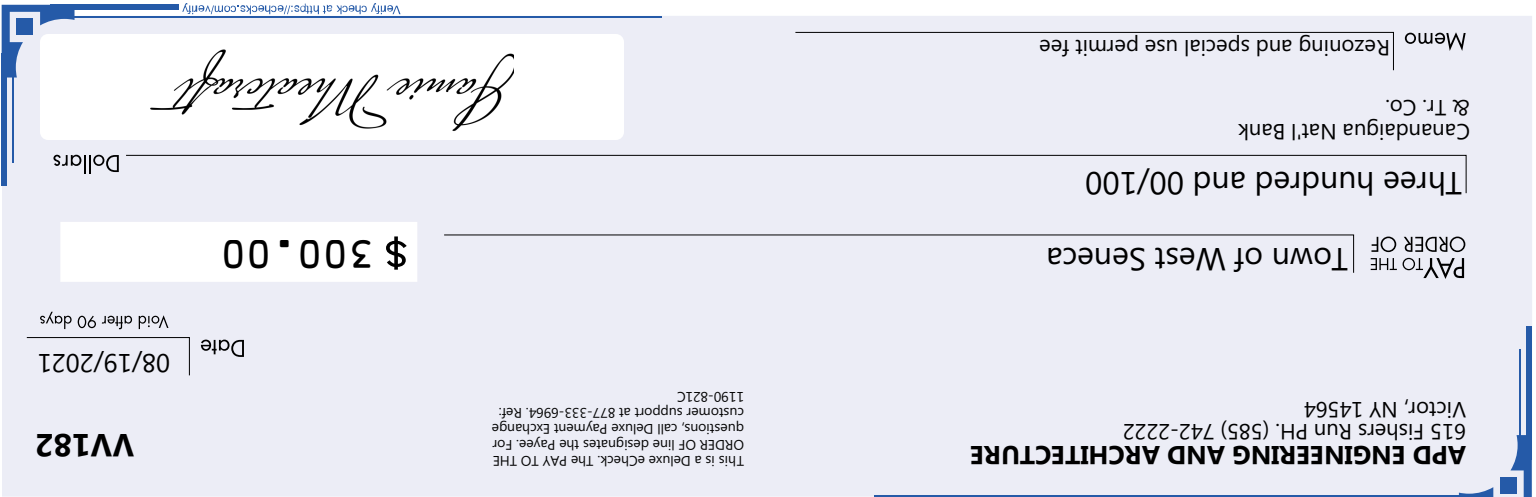 APD ENGINEERING AND ARCHITECTURE
615 Fishers Run PH. (585) 742-2222
Victor, NY 14564
This is a Deluxe eCheck. The PAY TO THE
ORDER OF line designates the Payee. For
questions, call Deluxe Payment Exchange
customer support at 877-333-6964. Ref:
1190-821C
VV182
Date 08/19/2021
Void after 90 days
PAY TO THE ORDER OF Town of West Seneca
$ 300.00
Three hundred and 00/100 Dollars
Canandaigua Nat'l Bank
& Tr. Co.
Memo Rezoning and special use permit fee
Jamie Meatcraft
Verify check at https://echecks.com/verify